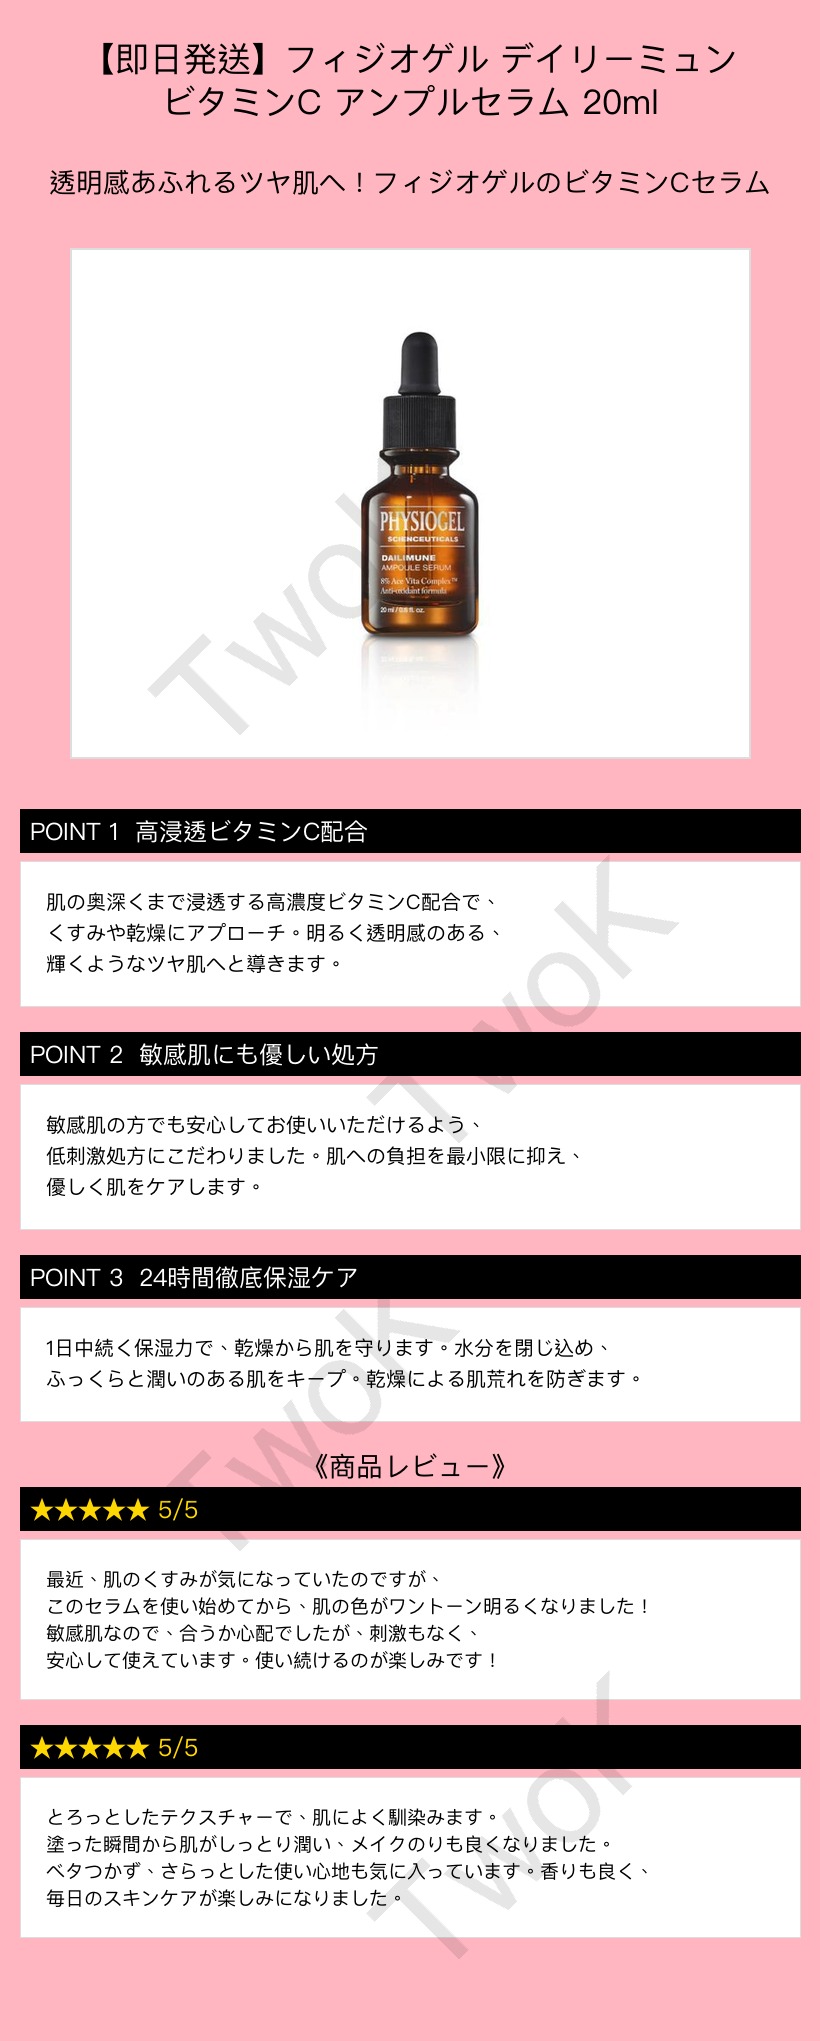 【即日発送】フィジオゲル デイリーミュン
ビタミンC アンプルセラム 20ml
透明感あふれるツヤ肌へ！フィジオゲルのビタミンCセラム
PHYSIOGEL
SCIENCEUTICALS
DAILIMUNE
AMPOULE SERUM
8% Ace Vita Complex™
Anti-oxidant formula
20 ml / 0.6 fl. oz.
TwoK
POINT 1 高浸透ビタミンC配合
肌の奥深くまで浸透する高濃度ビタミンC配合で、
くすみや乾燥にアプローチ。明るく透明感のある、
輝くようなツヤ肌へと導きます。
TwoK
POINT 2 敏感肌にも優しい処方
敏感肌の方でも安心してお使いいただけるよう、
低刺激処方にこだわりました。肌への負担を最小限に抑え、
優しく肌をケアします。
POINT 3 24時間徹底保湿ケア
1日中続く保湿力で、乾燥から肌を守ります。水分を閉じ込め、
ふっくらと潤いのある肌をキープ。乾燥による肌荒れを防ぎます。
TwoK
《商品レビュー》
★★★★★ 5/5
最近、肌のくすみが気になっていたのですが、
このセラムを使い始めてから、肌の色がワントーン明るくなりました！
敏感肌なので、合うか心配でしたが、刺激もなく、
安心して使えています。使い続けるのが楽しみです！
★★★★★ 5/5
とろっとしたテクスチャーで、肌によく馴染みます。
塗った瞬間から肌がしっとり潤い、メイクのりも良くなりました。
ベタつかず、さらっとした使い心地も気に入っています。香りも良く、
毎日のスキンケアが楽しみになりました。
TwoK